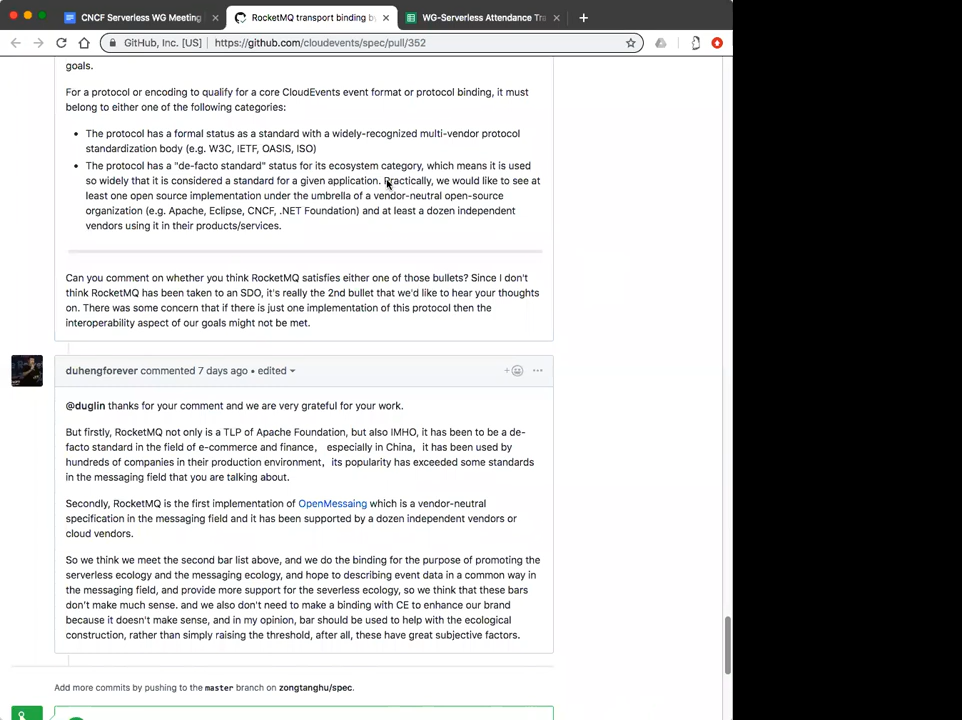 CNCF Serverless WG Meeting
RocketMQ transport binding by
WG-Serverless Attendance Tra
GitHub, Inc. [US] https://github.com/cloudevents/spec/pull/352
goals.
For a protocol or encoding to qualify for a core CloudEvents event format or protocol binding, it must
belong to either one of the following categories:
The protocol has a formal status as a standard with a widely-recognized multi-vendor protocol
standardization body (e.g. W3C, IETF, OASIS, ISO)
The protocol has a "de-facto standard" status for its ecosystem category, which means it is used
so widely that it is considered a standard for a given application. Practically, we would like to see at
least one open source implementation under the umbrella of a vendor-neutral open-source
organization (e.g. Apache, Eclipse, CNCF, .NET Foundation) and at least a dozen independent
vendors using it in their products/services.
Can you comment on whether you think RocketMQ satisfies either one of those bullets? Since I don't
think RocketMQ has been taken to an SDO, it's really the 2nd bullet that we'd like to hear your thoughts
on. There was some concern that if there is just one implementation of this protocol then the
interoperability aspect of our goals might not be met.
duhengforever commented 7 days ago • edited
@duglin thanks for your comment and we are very grateful for your work.
But firstly, RocketMQ not only is a TLP of Apache Foundation, but also IMHO, it has been to be a de-
facto standard in the field of e-commerce and finance， especially in China，it has been used by
hundreds of companies in their production environment，its popularity has exceeded some standards
in the messaging field that you are talking about.
Secondly, RocketMQ is the first implementation of OpenMessaing which is a vendor-neutral
specification in the messaging field and it has been supported by a dozen independent vendors or
cloud vendors.
So we think we meet the second bar list above, and we do the binding for the purpose of promoting the
serverless ecology and the messaging ecology, and hope to describing event data in a common way in
the messaging field, and provide more support for the severless ecology, so we think that these bars
don't make much sense. and we also don't need to make a binding with CE to enhance our brand
because it doesn't make sense, and in my opinion, bar should be used to help with the ecological
construction, rather than simply raising the threshold, after all, these have great subjective factors.
Add more commits by pushing to the master branch on zongtanghu/spec.